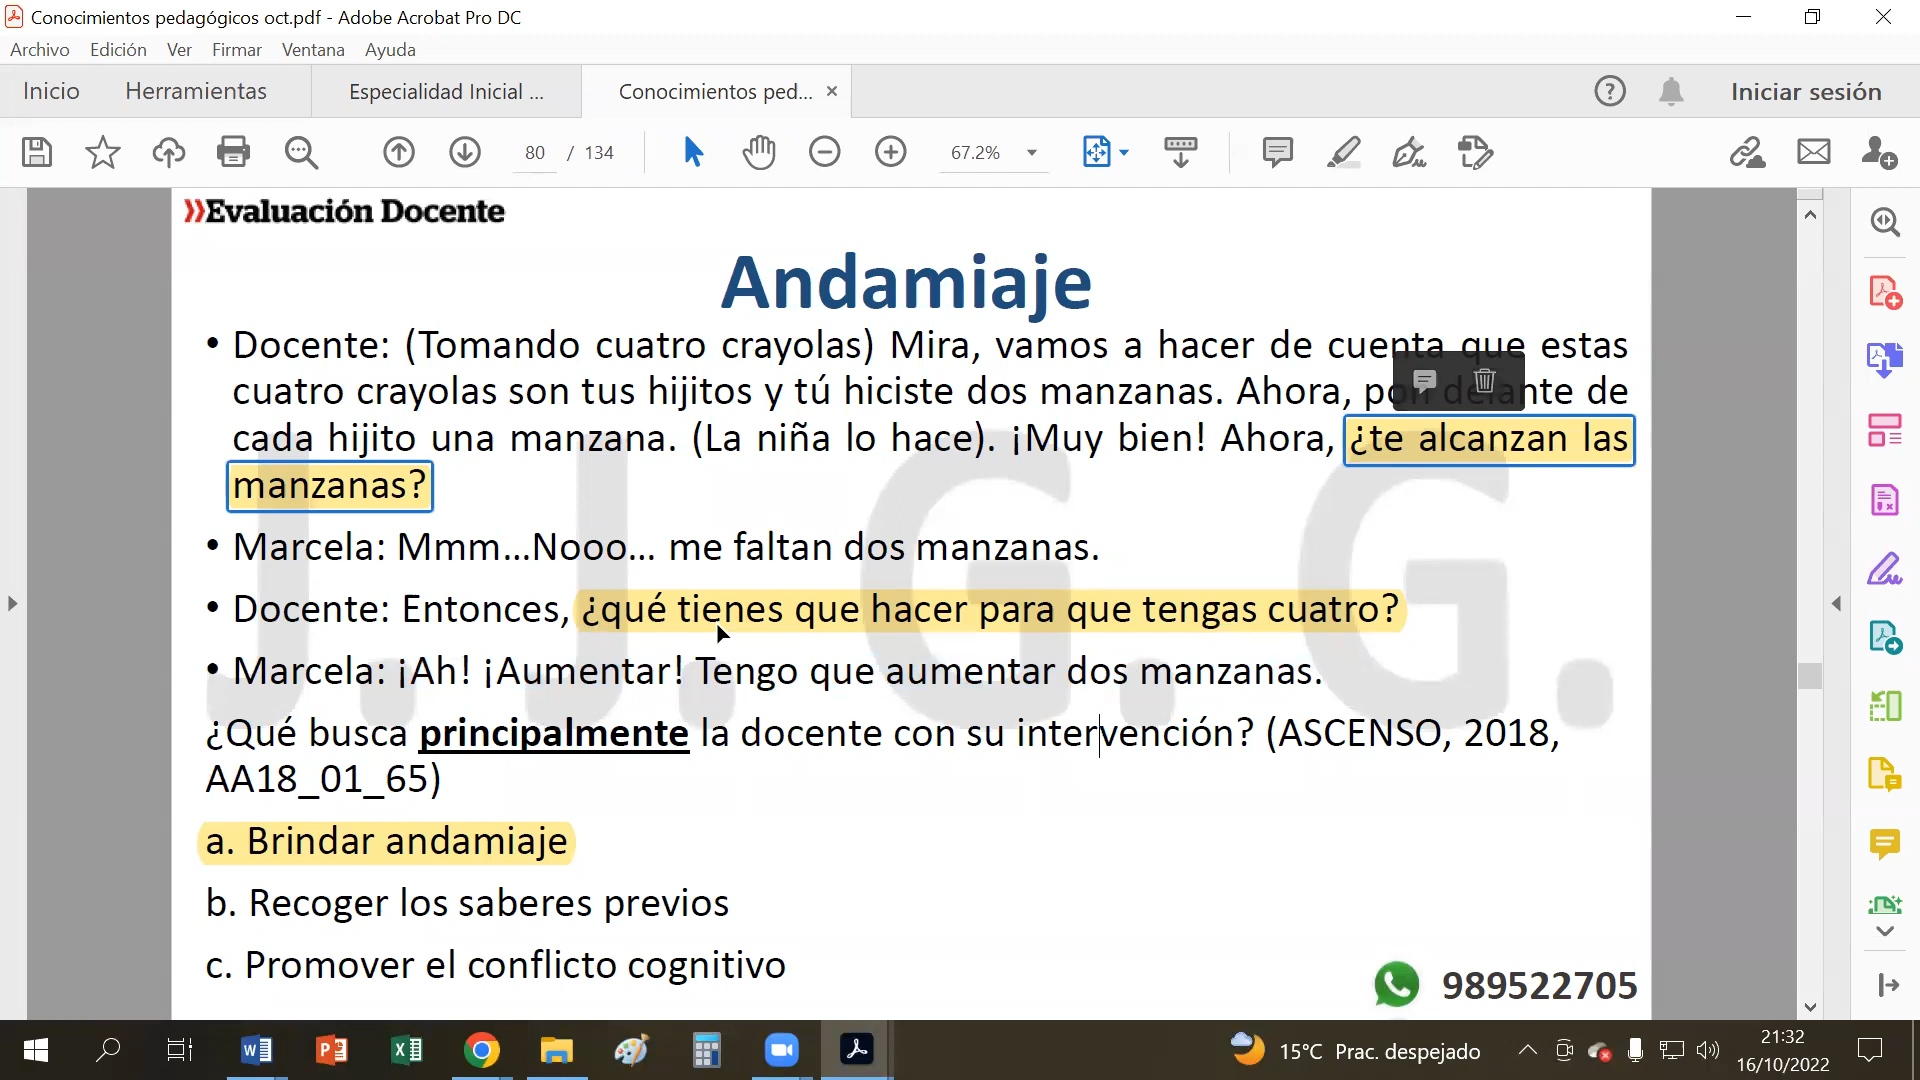 Conocimientos pedagógicos oct.pdf - Adobe Acrobat Pro DC
Archivo Edición Ver Firmar Ventana Ayuda
Inicio Herramientas Especialidad Inicial ... Conocimientos ped... × Iniciar sesión
80 / 134 67.2%
Evaluación Docente
Andamiaje
• Docente: (Tomando cuatro crayolas) Mira, vamos a hacer de cuenta que estas
cuatro crayolas son tus hijitos y tú hiciste dos manzanas. Ahora, pon delante de
cada hijito una manzana. (La niña lo hace). ¡Muy bien! Ahora, ¿te alcanzan las
manzanas?
• Marcela: Mmm...Nooo... me faltan dos manzanas.
• Docente: Entonces, ¿qué tienes que hacer para que tengas cuatro?
• Marcela: ¡Ah! ¡Aumentar! Tengo que aumentar dos manzanas.
¿Qué busca principalmente la docente con su intervención? (ASCENSO, 2018,
AA18_01_65)
a. Brindar andamiaje
b. Recoger los saberes previos
c. Promover el conflicto cognitivo
989522705
J. J. G. G.
15°C Prac. despejado
21:32
16/10/2022